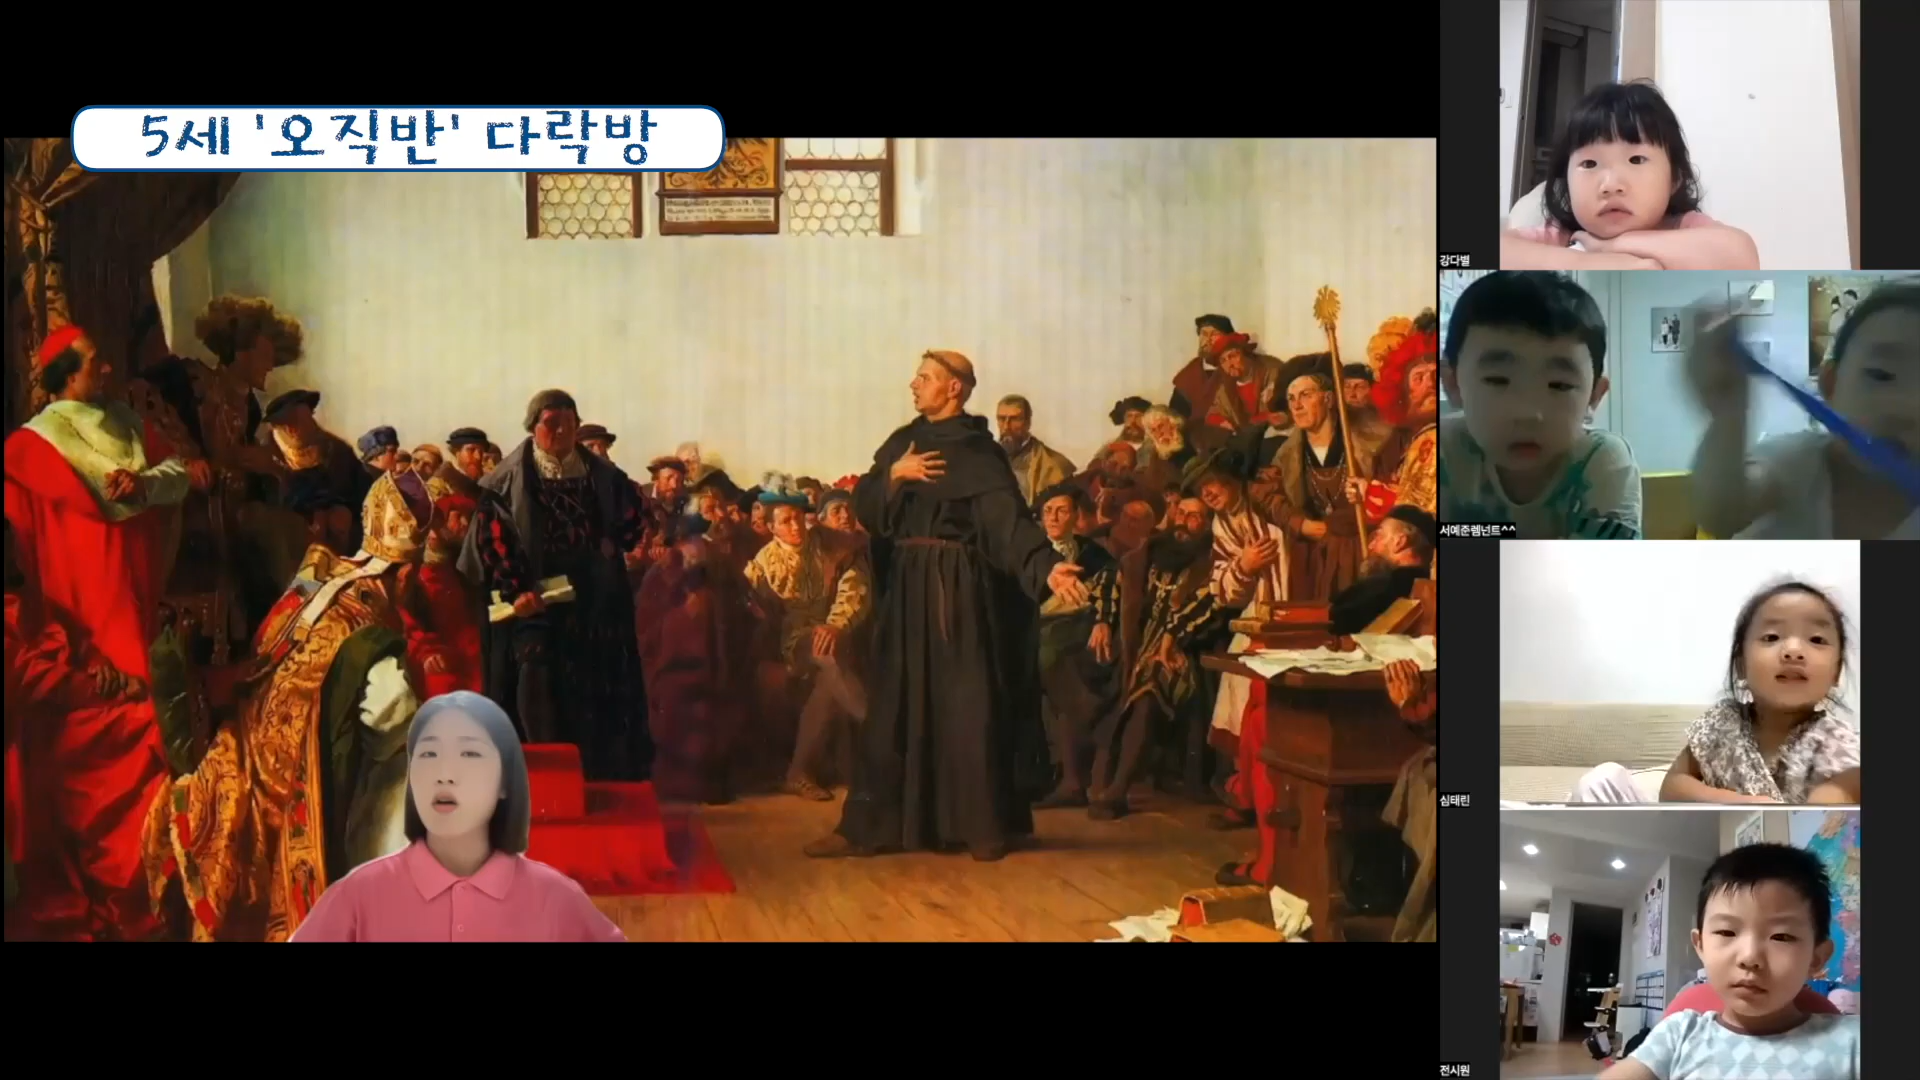 5세 '오직반' 다락방
강다별
서예준렘넌트^^
심태린
전시원